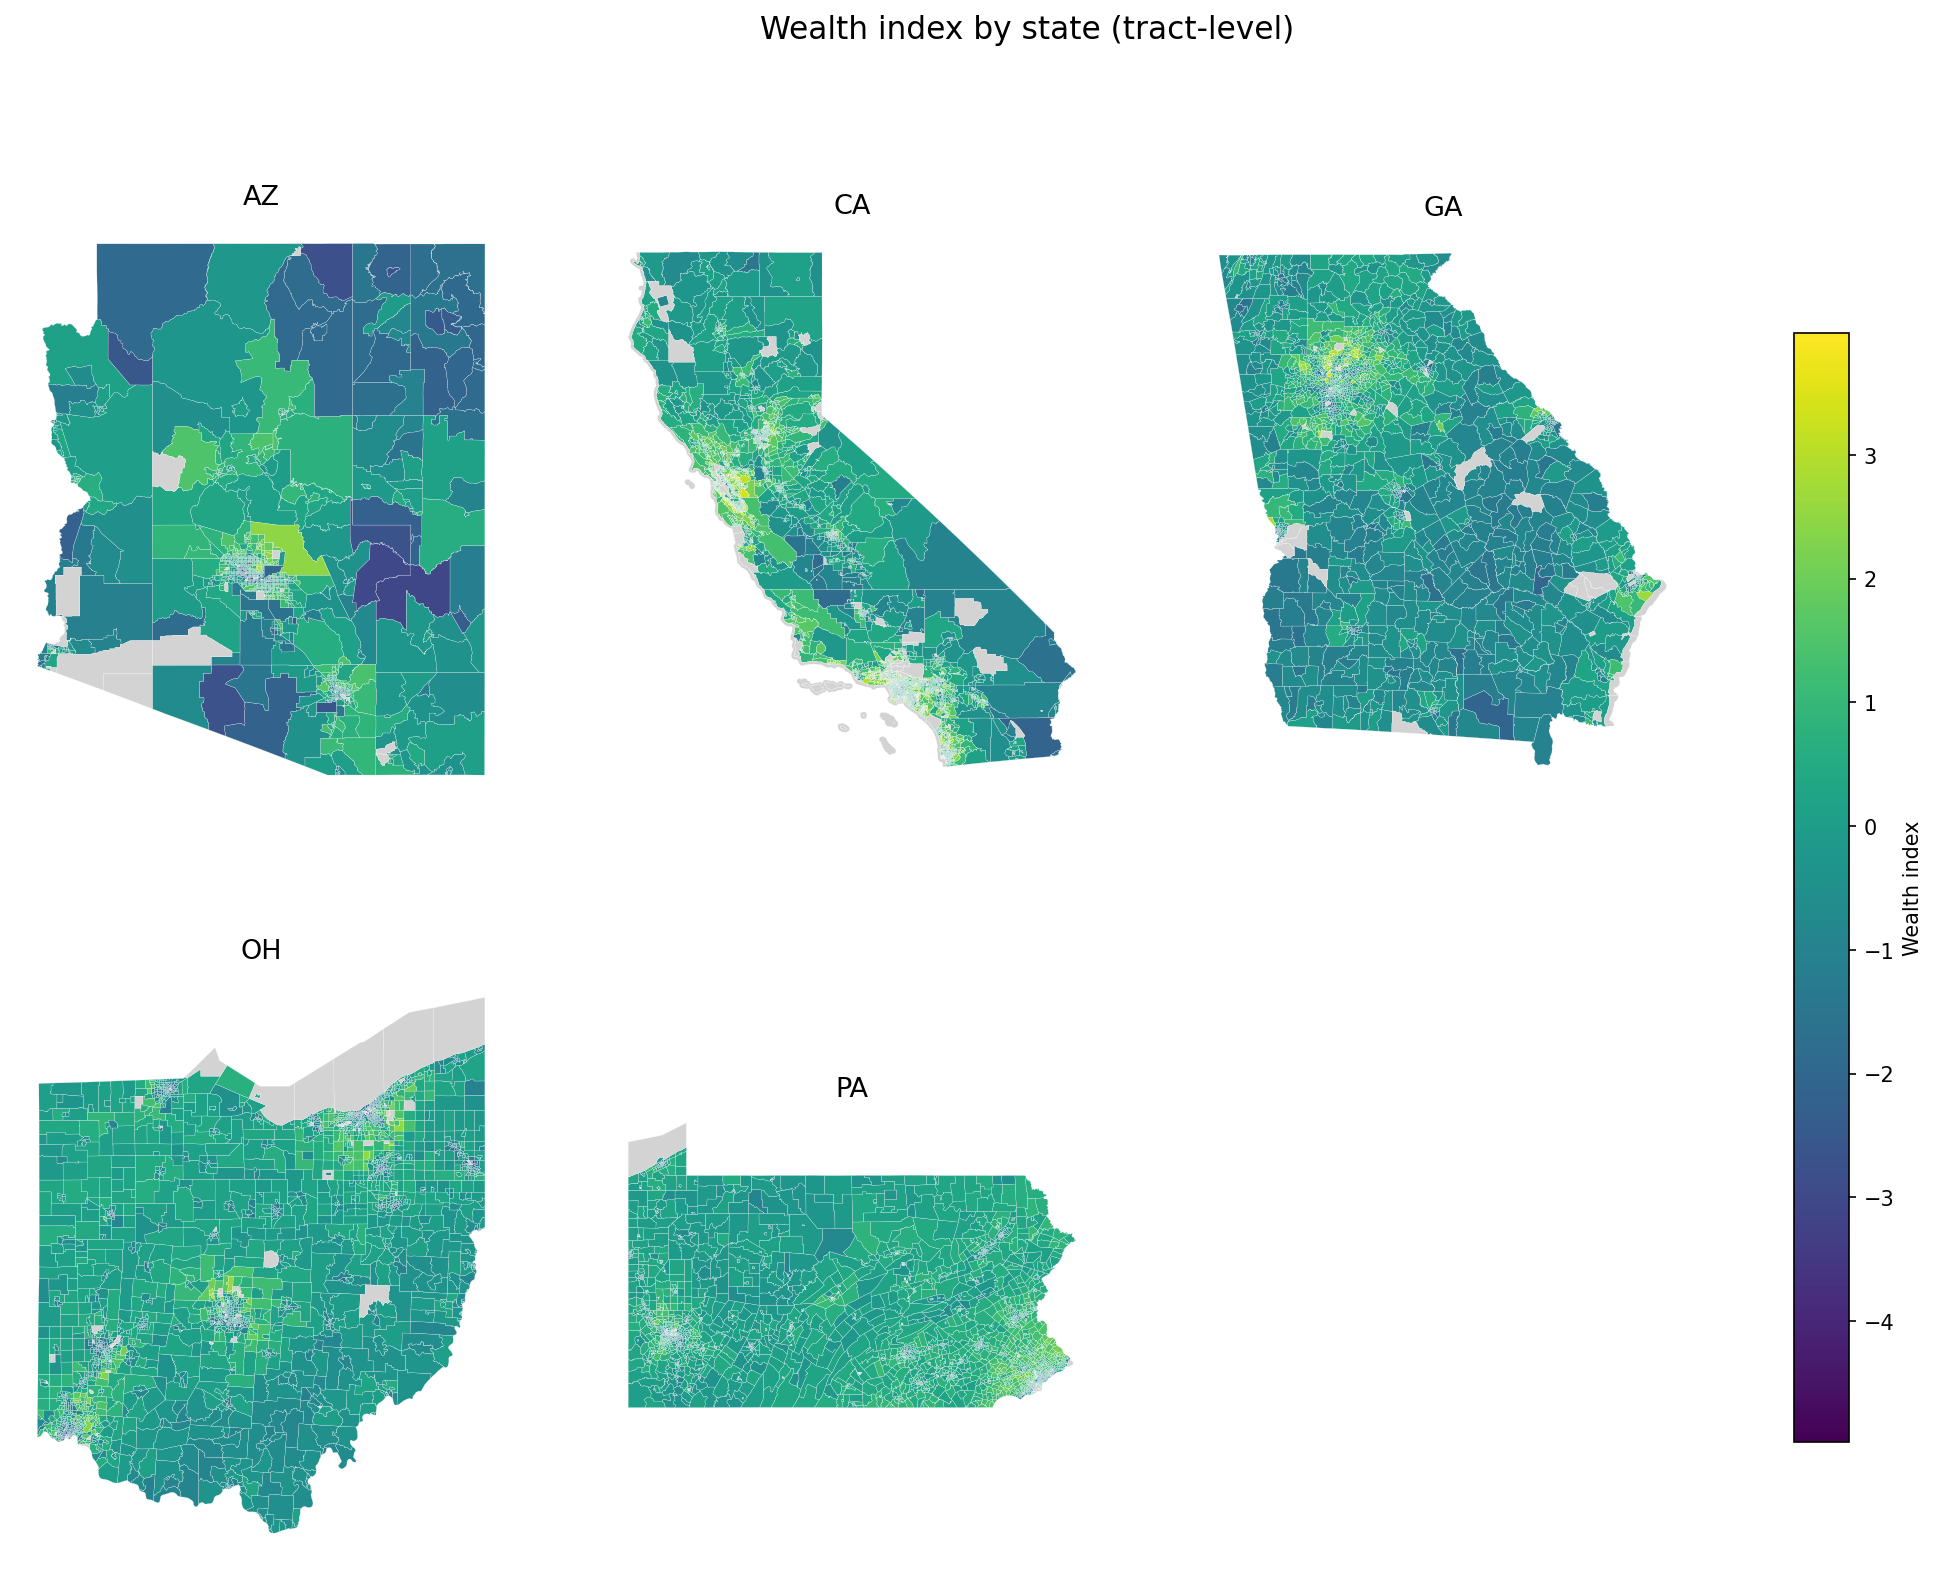 Wealth index by state (tract-level)
AZ
CA
GA
3
2
1
0
−1
−2
−3
−4
Wealth index
OH
PA